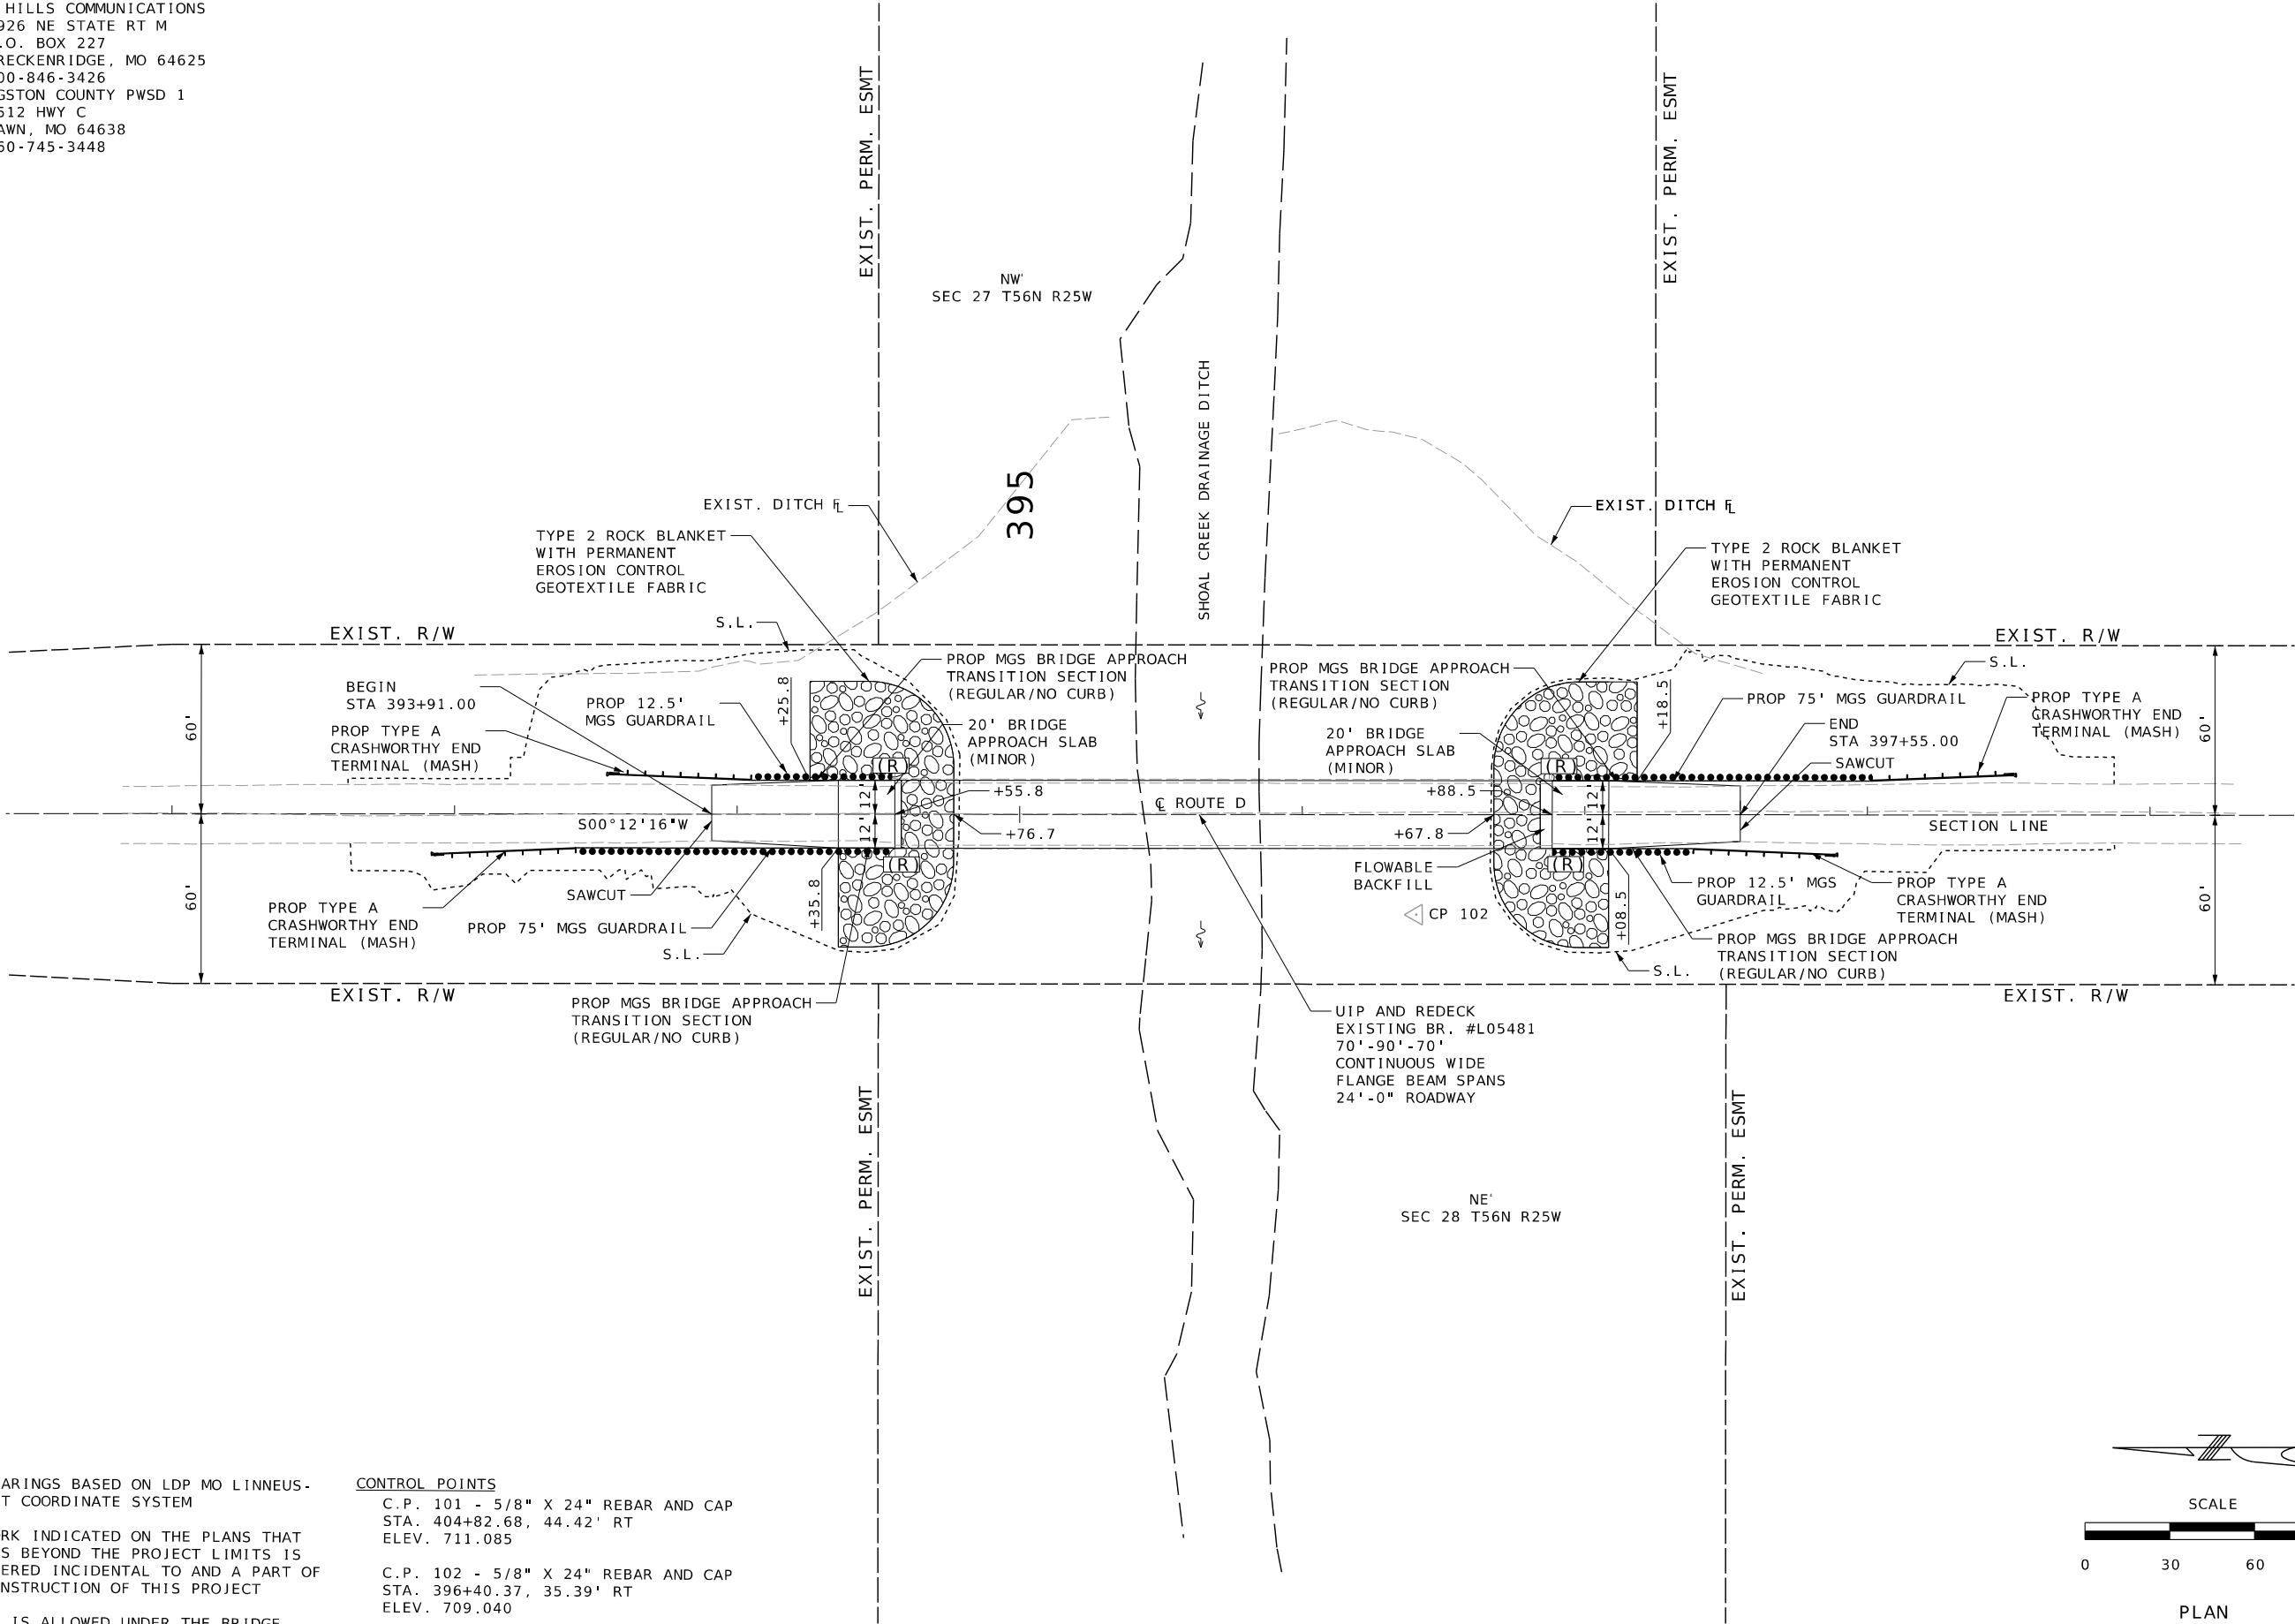 HILLS COMMUNICATIONS
926 NE STATE RT M
.O. BOX 227
RECKENRIDGE, MO 64625
00-846-3426
GSTON COUNTY PWSD 1
512 HWY C
AWN, MO 64638
60-745-3448
EXIST. PERM. ESMT
EXIST. PERM. ESMT
NW'
SEC 27 T56N R25W
SHOAL CREEK DRAINAGE DITCH
395
EXIST. DITCH FL
EXIST. DITCH FL
TYPE 2 ROCK BLANKET
WITH PERMANENT
EROSION CONTROL
GEOTEXTILE FABRIC
TYPE 2 ROCK BLANKET
WITH PERMANENT
EROSION CONTROL
GEOTEXTILE FABRIC
S.L.
EXIST. R/W
EXIST. R/W
PROP MGS BRIDGE APPROACH
TRANSITION SECTION
(REGULAR/NO CURB)
PROP MGS BRIDGE APPROACH
TRANSITION SECTION
(REGULAR/NO CURB)
S.L.
BEGIN
STA 393+91.00
PROP 12.5'
MGS GUARDRAIL
+25.8
+18.5
PROP 75' MGS GUARDRAIL
PROP TYPE A
CRASHWORTHY END
TERMINAL (MASH)
60'
PROP TYPE A
CRASHWORTHY END
TERMINAL (MASH)
20' BRIDGE
APPROACH SLAB
(MINOR)
20' BRIDGE
APPROACH SLAB
(MINOR)
END
STA 397+55.00
SAWCUT
60'
(R)
(R)
12'
+55.8
CL ROUTE D
+88.5
12'
S00°12'16"W
12'
+76.7
+67.8
12'
SECTION LINE
(R)
(R)
FLOWABLE
BACKFILL
60'
SAWCUT
+35.8
PROP 12.5' MGS
GUARDRAIL
PROP TYPE A
CRASHWORTHY END
TERMINAL (MASH)
60'
PROP TYPE A
CRASHWORTHY END
TERMINAL (MASH)
PROP 75' MGS GUARDRAIL
CP 102
+08.5
S.L.
PROP MGS BRIDGE APPROACH
TRANSITION SECTION
(REGULAR/NO CURB)
S.L.
EXIST. R/W
EXIST. R/W
PROP MGS BRIDGE APPROACH
TRANSITION SECTION
(REGULAR/NO CURB)
UIP AND REDECK
EXISTING BR. #L05481
70'-90'-70'
CONTINUOUS WIDE
FLANGE BEAM SPANS
24'-0" ROADWAY
EXIST. PERM. ESMT
EXIST. PERM. ESMT
NE'
SEC 28 T56N R25W
ARINGS BASED ON LDP MO LINNEUS-
T COORDINATE SYSTEM
RK INDICATED ON THE PLANS THAT
S BEYOND THE PROJECT LIMITS IS
ERED INCIDENTAL TO AND A PART OF
NSTRUCTION OF THIS PROJECT
IS ALLOWED UNDER THE BRIDGE
CONTROL POINTS
C.P. 101 - 5/8" X 24" REBAR AND CAP
STA. 404+82.68, 44.42' RT
ELEV. 711.085
C.P. 102 - 5/8" X 24" REBAR AND CAP
STA. 396+40.37, 35.39' RT
ELEV. 709.040
SCALE
0 30 60
PLAN